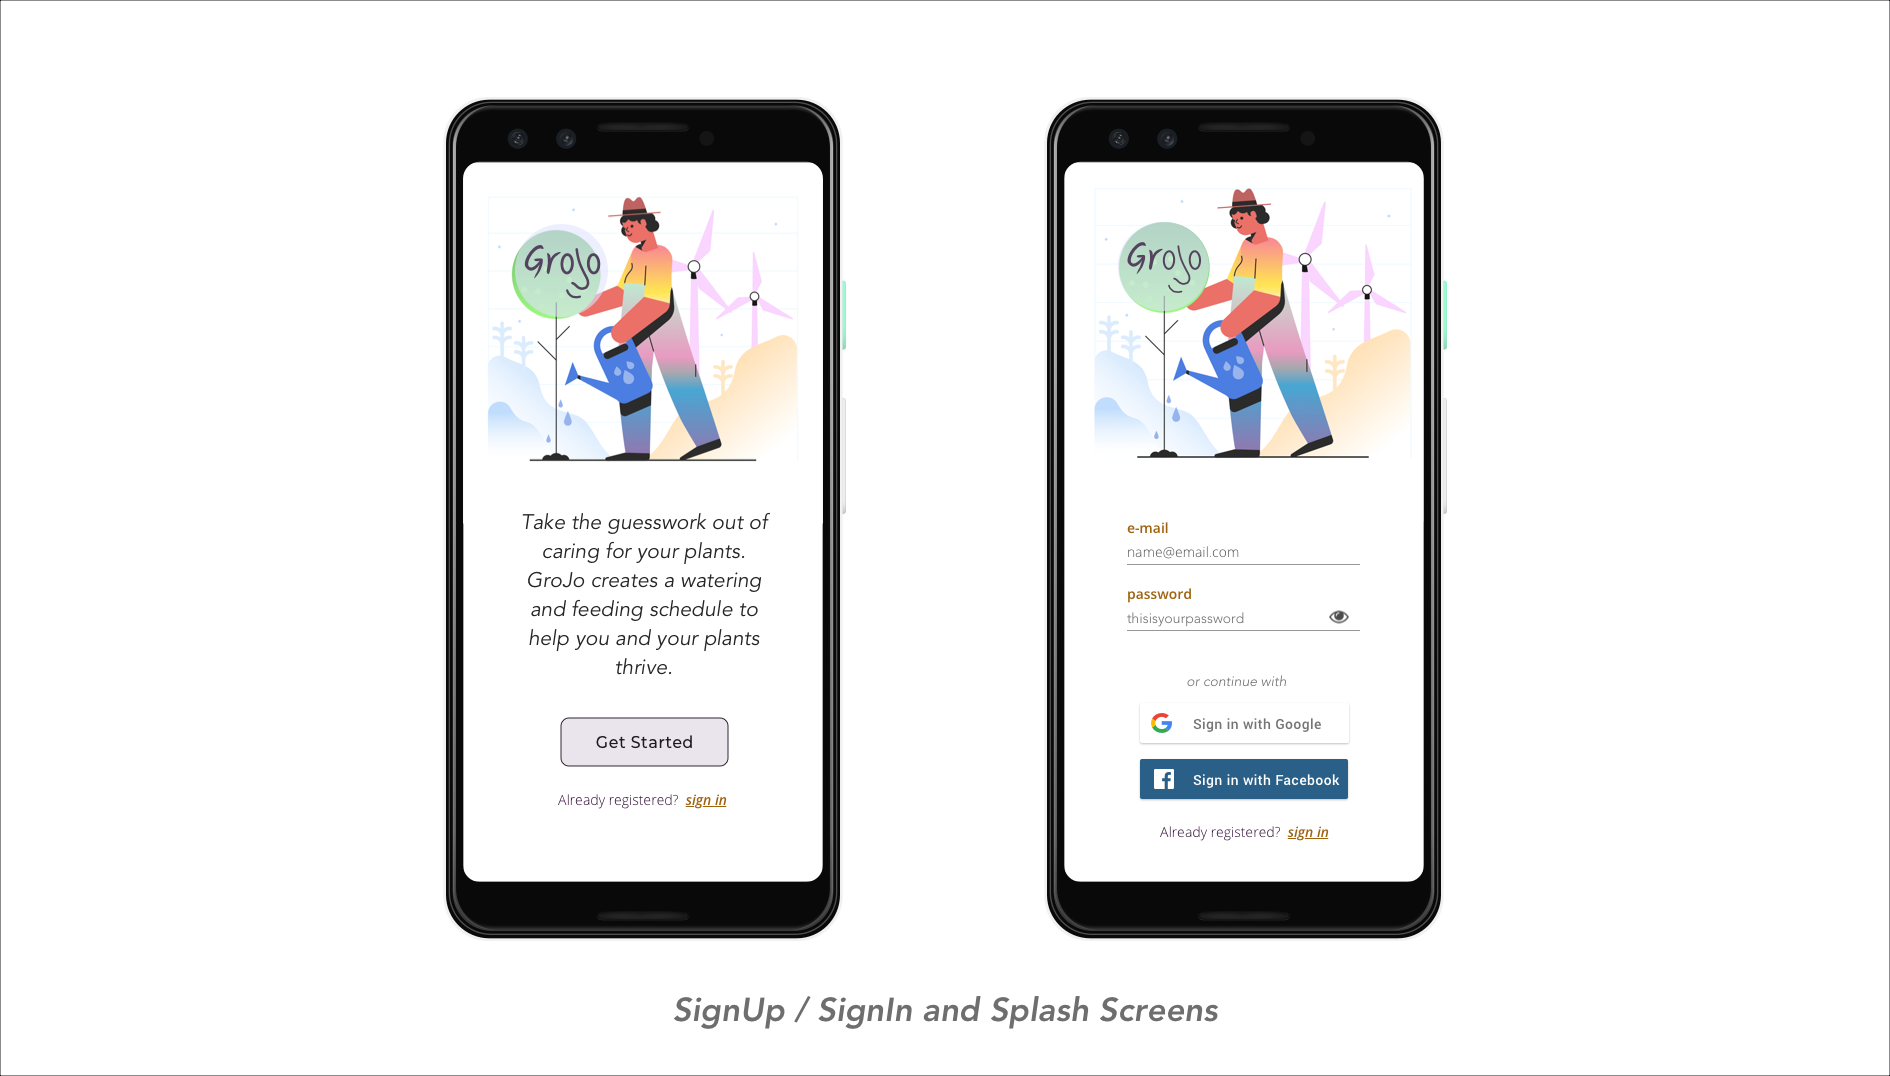 GroJo
Take the guesswork out of
caring for your plants.
GroJo creates a watering
and feeding schedule to
help you and your plants
thrive.
Get Started
Already registered? sign in
GroJo
e-mail
name@email.com
password
thisisyourpassword
or continue with
Sign in with Google
Sign in with Facebook
Already registered? sign in
SignUp / SignIn and Splash Screens